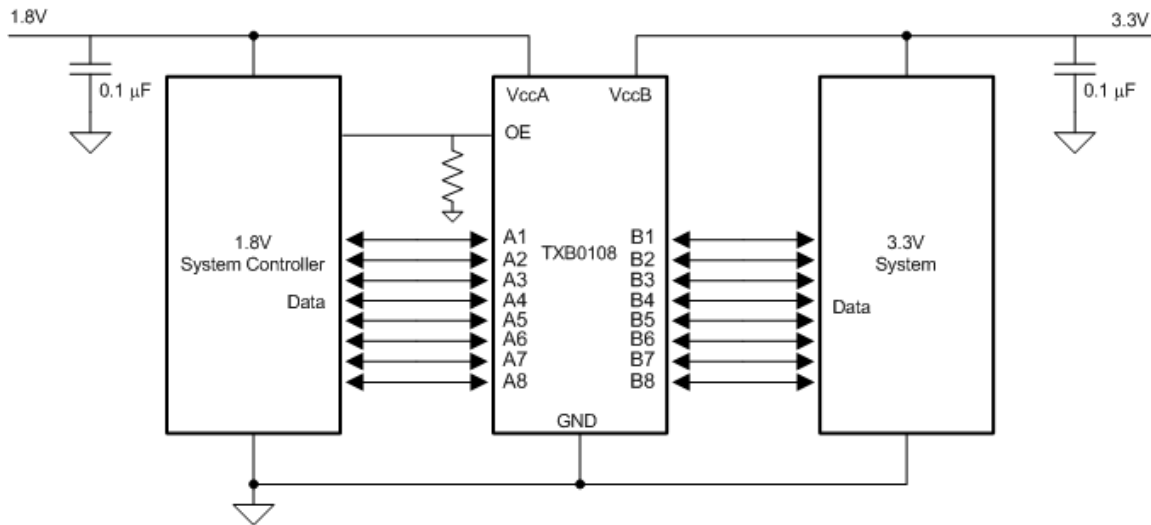 1.8V
3.3V
0.1 μF
VccA VccB
0.1 μF
OE
1.8V
System Controller
Data
A1
A2
A3
A4
A5
A6
A7
A8
TXB0108
B1
B2
B3
B4
B5
B6
B7
B8
GND
3.3V
System
Data